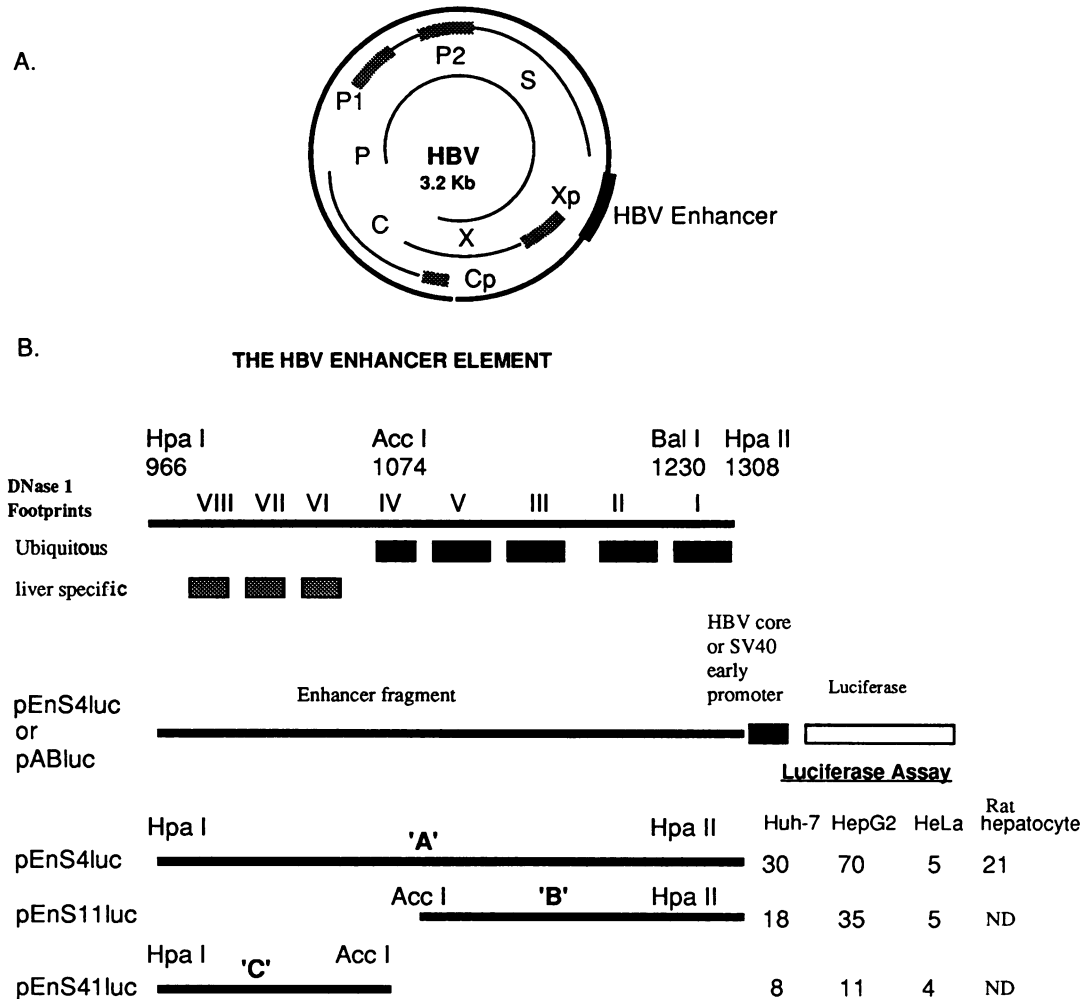 A.
P2
S
P1
P
HBV
3.2 Kb
Xp
HBV Enhancer
C
X
Cp
B.
THE HBV ENHANCER ELEMENT
Hpa I Acc I Bal I Hpa II
966 1074 1230 1308
DNase 1
Footprints
VIII VII VI IV V III II I
Ubiquitous
liver specific
HBV core
or SV40
early
promoter
Enhancer fragment
Luciferase
pEnS4luc
or
pABluc
Luciferase Assay
Huh-7 HepG2 HeLa Rat hepatocyte
Hpa I 'A' Hpa II
pEnS4luc 30 70 5 21
Acc I 'B' Hpa II
pEnS11luc 18 35 5 ND
Hpa I 'C' Acc I
pEnS41luc 8 11 4 ND